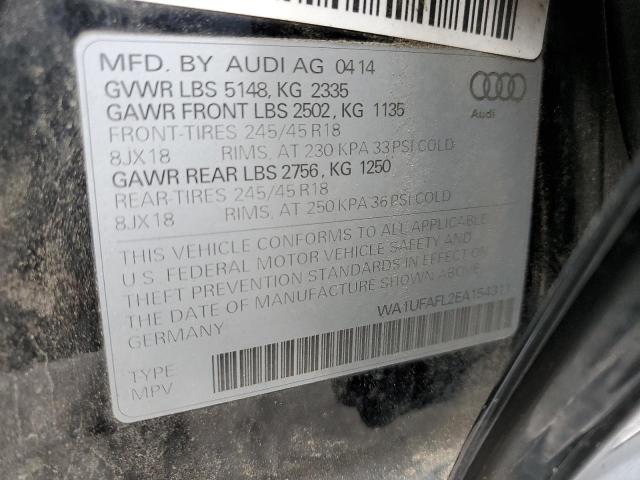 MFD. BY AUDI AG 04 14
GVWR LBS 5148, KG 2335
GAWR FRONT LBS 2502, KG 1135
FRONT-TIRES 245/45 R18
8JX18 RIMS, AT 230 KPA 33 PSI COLD
GAWR REAR LBS 2756, KG 1250
REAR-TIRES 245/45 R18
8JX18 RIMS, AT 250 KPA 36 PSI COLD
Audi
THIS VEHICLE CONFORMS TO ALL APPLICABLE
U.S. FEDERAL MOTOR VEHICLE SAFETY AND
THEFT PREVENTION STANDARDS IN EFFECT ON
THE DATE OF MANUFACTURE SHOWN ABOVE.
GERMANY WA1UFAFL2EA154311
TYPE:
MPV